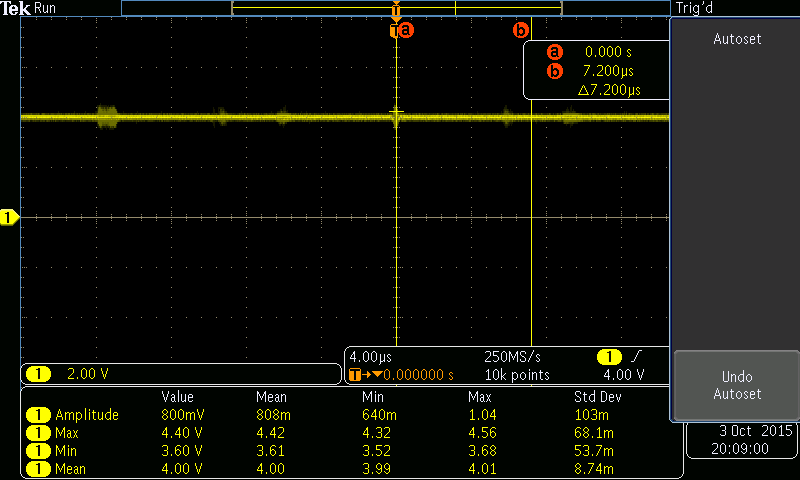 Tek Run Trig'd
T
T a b
Autoset
a 0.000 s
b 7.200µs
Δ7.200µs
1
4.00µs 250MS/s 1
T 0.000000 s 10k points 4.00 V
1 2.00 V
Undo
Autoset
Value Mean Min Max Std Dev
1 Amplitude 800mV 808m 640m 1.04 103m
1 Max 4.40 V 4.42 4.32 4.56 68.1m
1 Min 3.60 V 3.61 3.52 3.68 53.7m
1 Mean 4.00 V 4.00 3.99 4.01 8.74m
3 Oct 2015
20:09:00